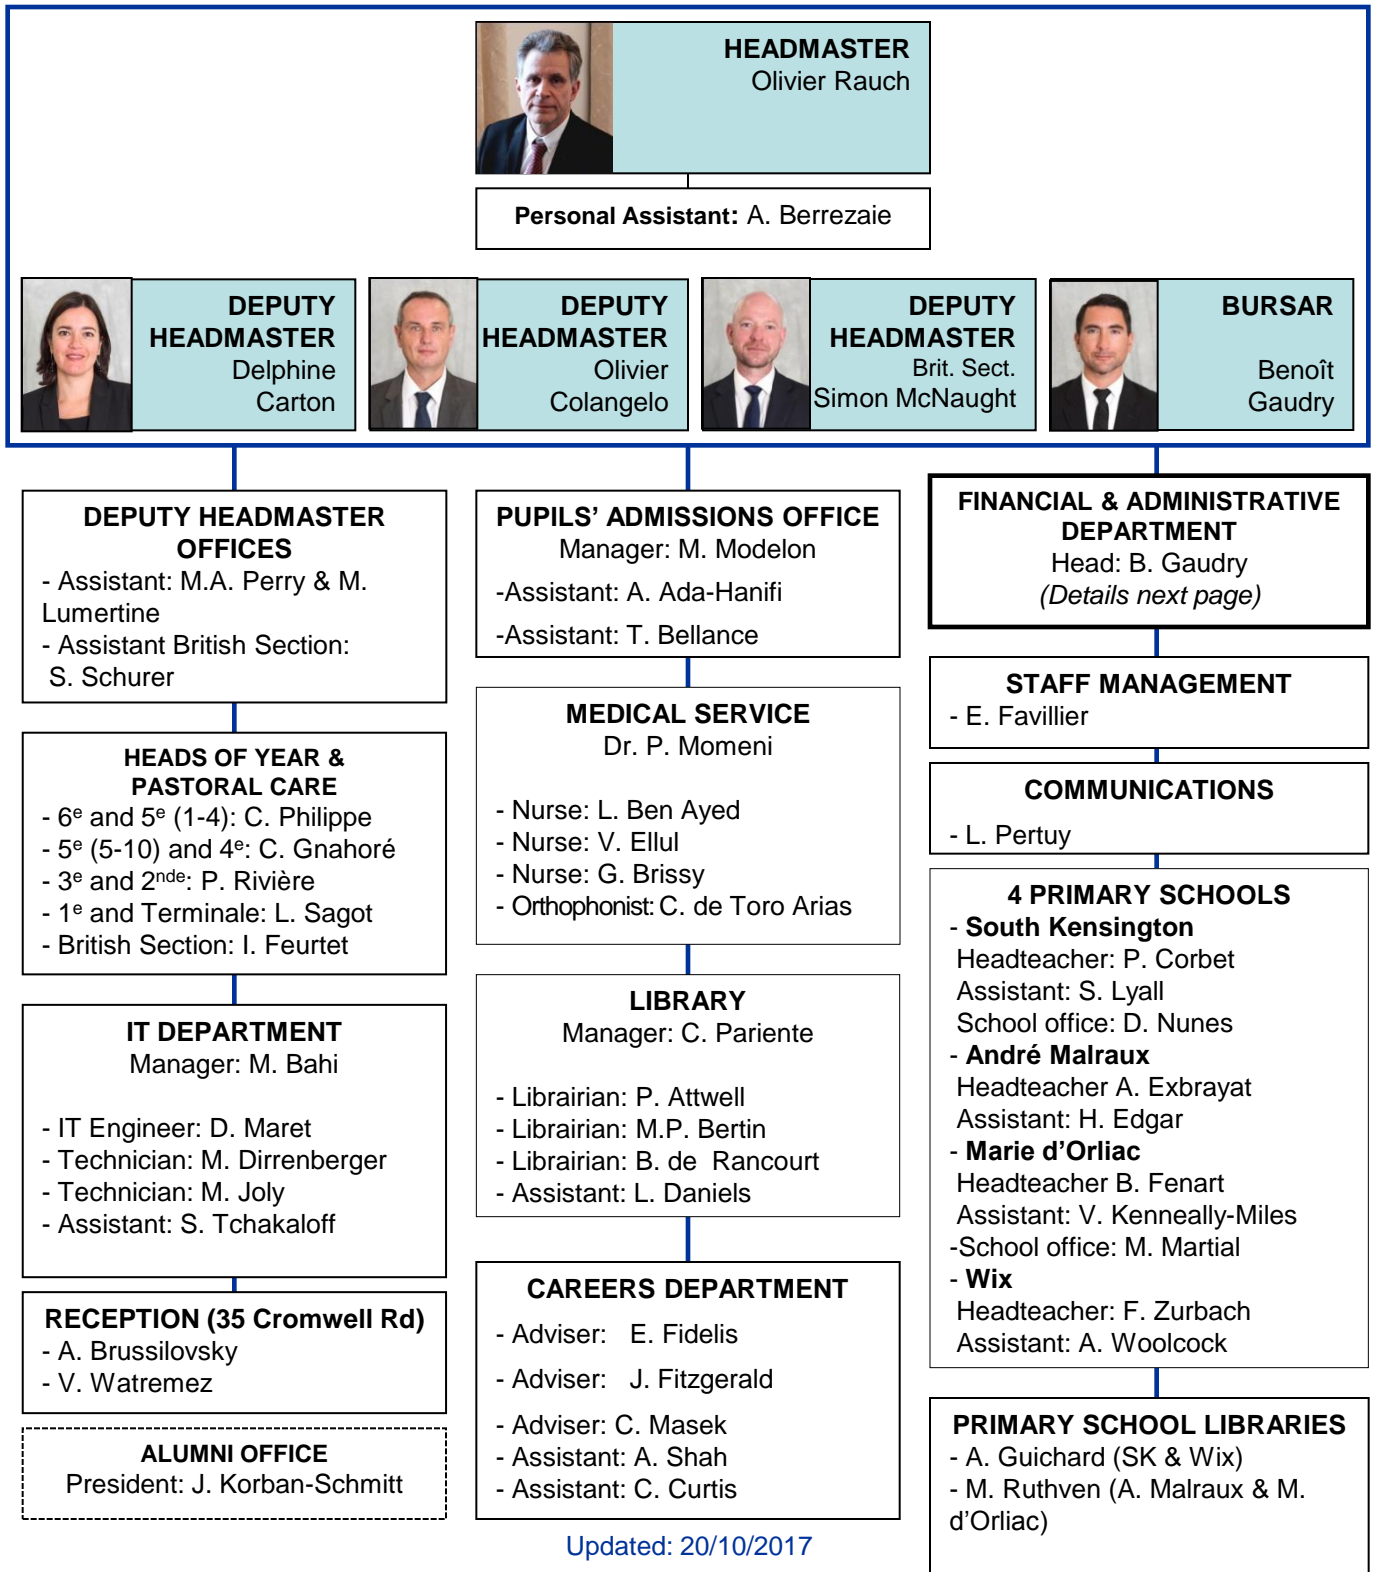 HEADMASTER
Olivier Rauch
Personal Assistant: A. Berrezaie
DEPUTY
HEADMASTER
Delphine
Carton
DEPUTY
HEADMASTER
Olivier
Colangelo
DEPUTY
HEADMASTER
Brit. Sect.
Simon McNaught
BURSAR
Benoît
Gaudry
DEPUTY HEADMASTER
OFFICES
- Assistant: M.A. Perry & M.
Lumertine
- Assistant British Section:
S. Schurer
HEADS OF YEAR &
PASTORAL CARE
- 6e and 5e (1-4): C. Philippe
- 5e (5-10) and 4e: C. Gnahoré
- 3e and 2nde: P. Rivière
- 1e and Terminale: L. Sagot
- British Section: I. Feurtet
IT DEPARTMENT
Manager: M. Bahi
- IT Engineer: D. Maret
- Technician: M. Dirrenberger
- Technician: M. Joly
- Assistant: S. Tchakaloff
RECEPTION (35 Cromwell Rd)
- A. Brussilovsky
- V. Watremez
ALUMNI OFFICE
President: J. Korban-Schmitt
PUPILS' ADMISSIONS OFFICE
Manager: M. Modelon
-Assistant: A. Ada-Hanifi
-Assistant: T. Bellance
MEDICAL SERVICE
Dr. P. Momeni
- Nurse: L. Ben Ayed
- Nurse: V. Ellul
- Nurse: G. Brissy
- Orthophonist: C. de Toro Arias
LIBRARY
Manager: C. Pariente
- Librairian: P. Attwell
- Librairian: M.P. Bertin
- Librairian: B. de Rancourt
- Assistant: L. Daniels
CAREERS DEPARTMENT
- Adviser: E. Fidelis
- Adviser: J. Fitzgerald
- Adviser: C. Masek
- Assistant: A. Shah
- Assistant: C. Curtis
Updated: 20/10/2017
FINANCIAL & ADMINISTRATIVE
DEPARTMENT
Head: B. Gaudry
(Details next page)
STAFF MANAGEMENT
- E. Favillier
COMMUNICATIONS
- L. Pertuy
4 PRIMARY SCHOOLS
- South Kensington
Headteacher: P. Corbet
Assistant: S. Lyall
School office: D. Nunes
- André Malraux
Headteacher A. Exbrayat
Assistant: H. Edgar
- Marie d'Orliac
Headteacher B. Fenart
Assistant: V. Kenneally-Miles
-School office: M. Martial
- Wix
Headteacher: F. Zurbach
Assistant: A. Woolcock
PRIMARY SCHOOL LIBRARIES
- A. Guichard (SK & Wix)
- M. Ruthven (A. Malraux & M.
d'Orliac)